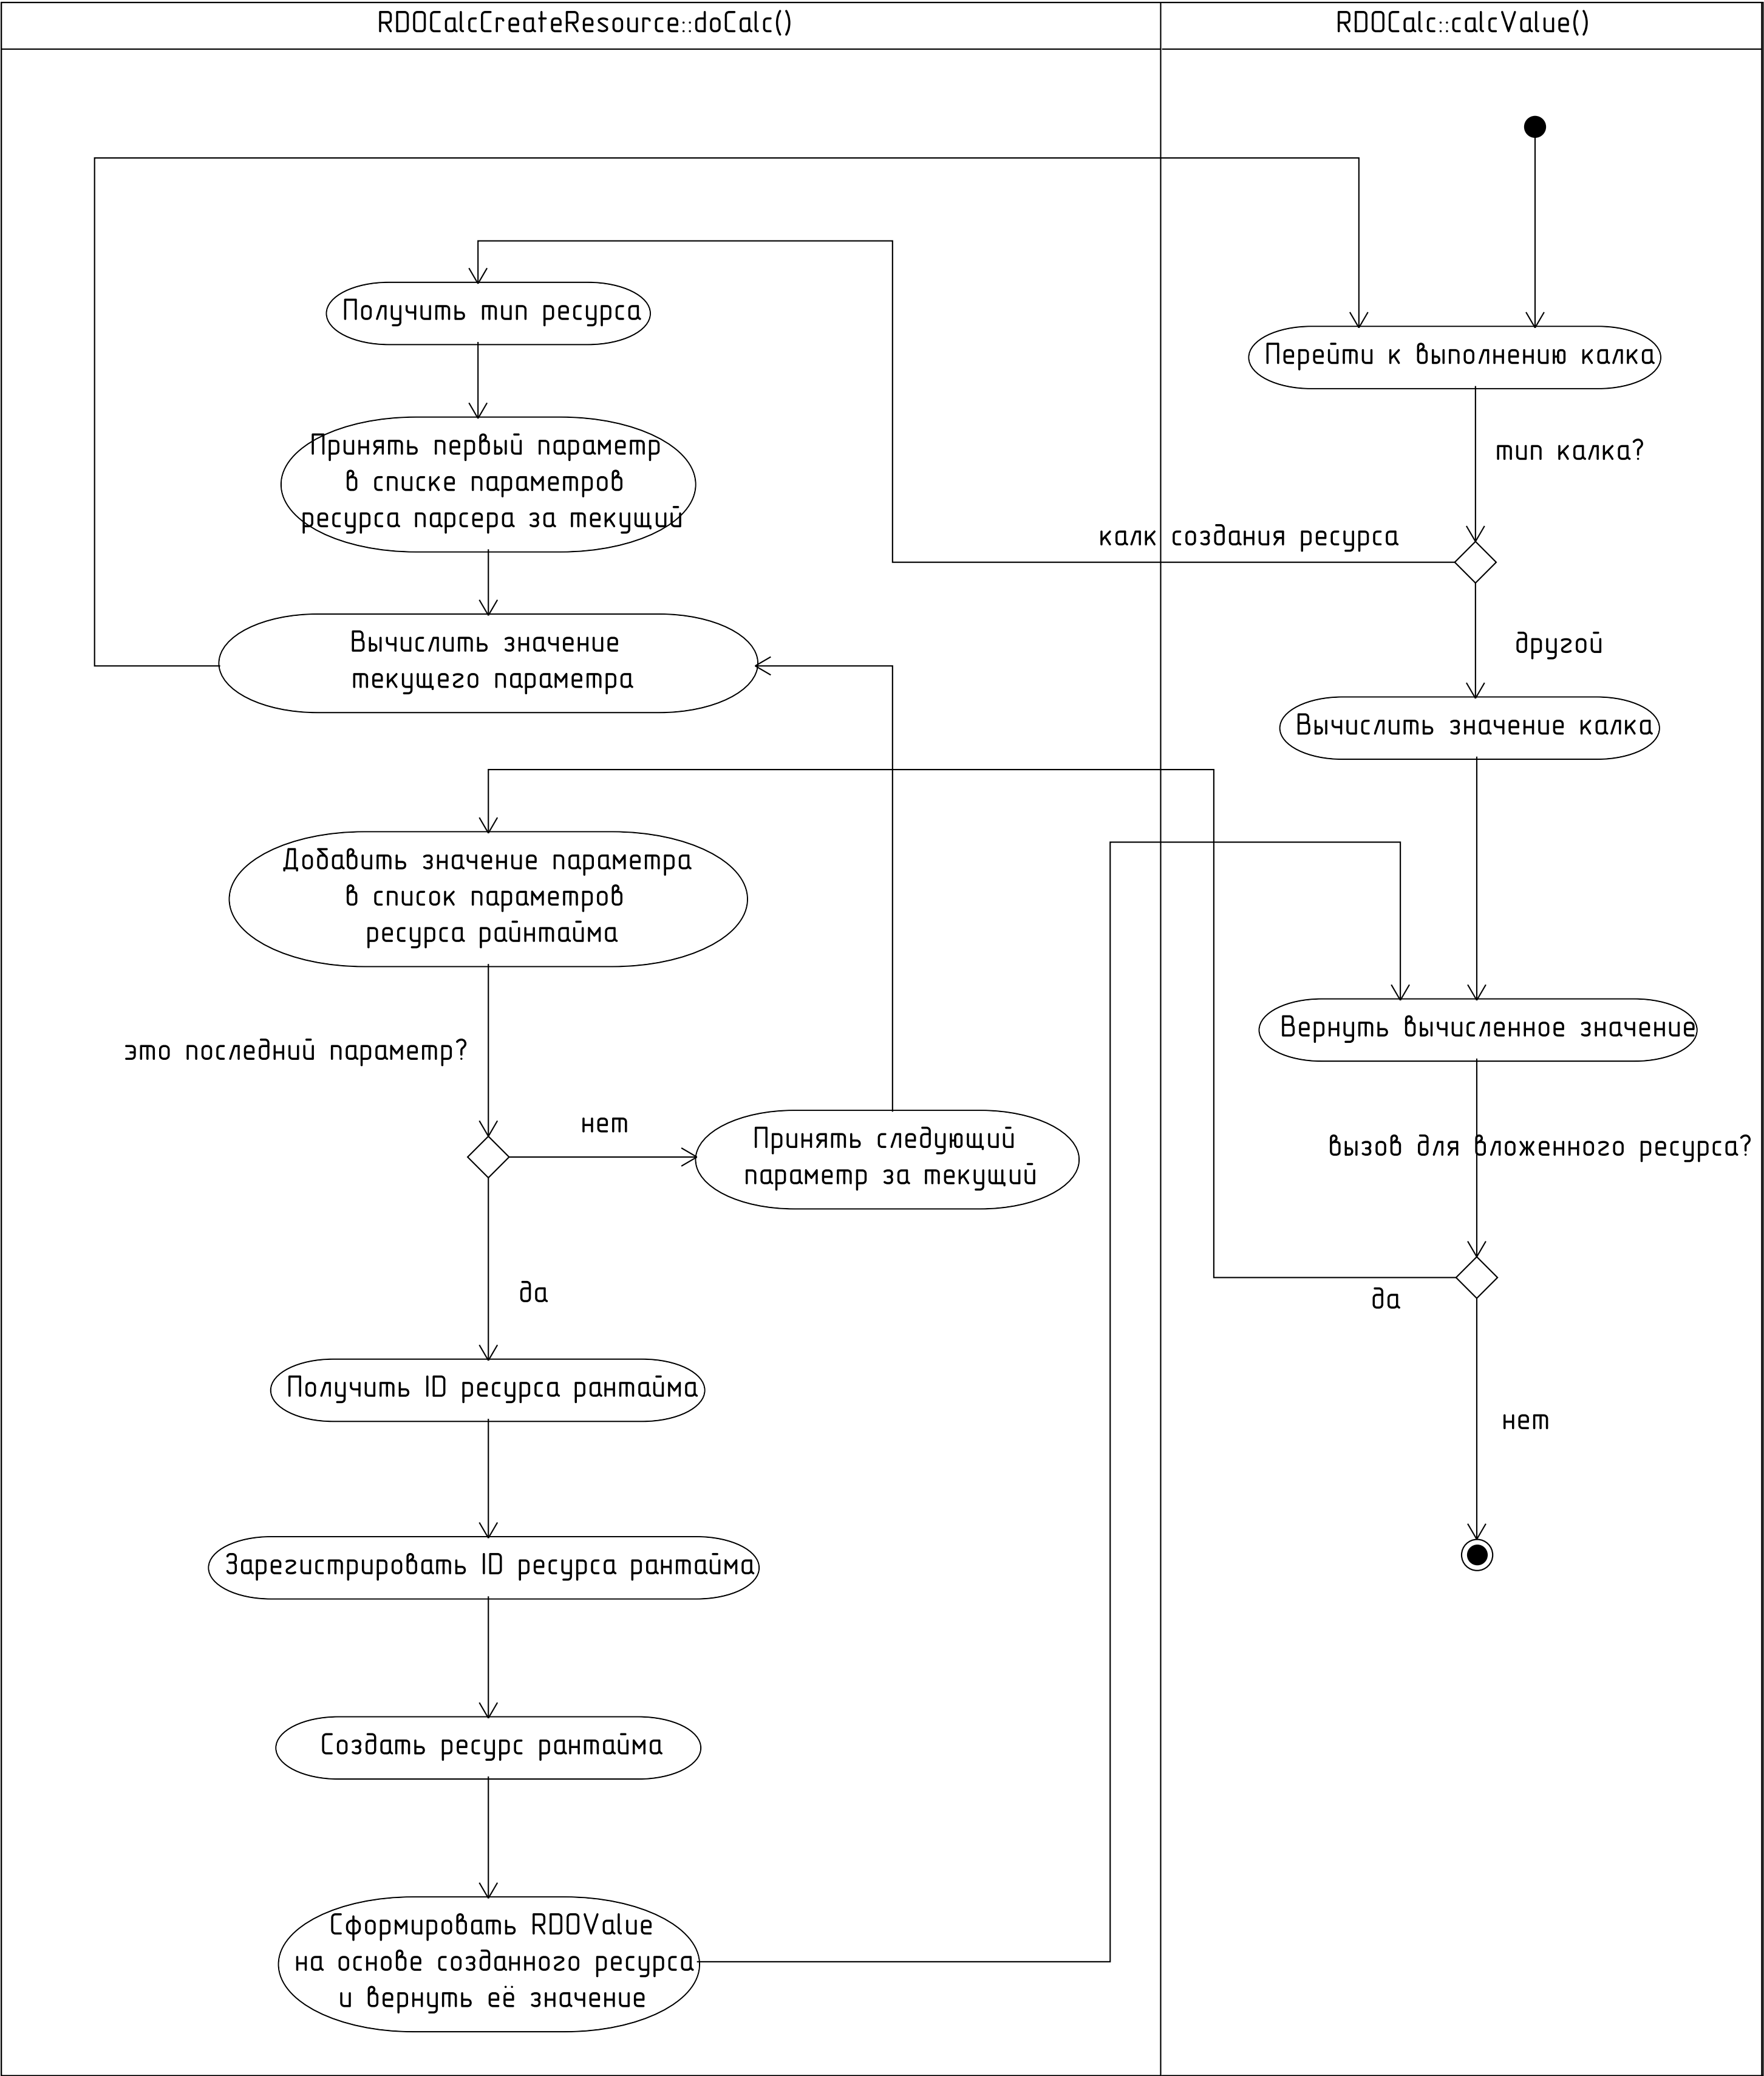 RDOCalcCreateResource::doCalc()
RDOCalc::calcValue()
Получить тип ресурса
Перейти к выполнению калка
Принять первый параметр
в списке параметров
ресурса парсера за текущий
тип калка?
калк создания ресурса
Вычислить значение
текущего параметра
другой
Вычислить значение калка
Добавить значение параметра
в список параметров
ресурса райнтайма
Вернуть вычисленное значение
это последний параметр?
нет
Принять следующий
параметр за текущий
вызов для вложенного ресурса?
да
да
Получить ID ресурса рантайма
нет
Зарегистрировать ID ресурса рантайма
Создать ресурс рантайма
Сформировать RDOValue
на основе созданного ресурса
и вернуть её значение